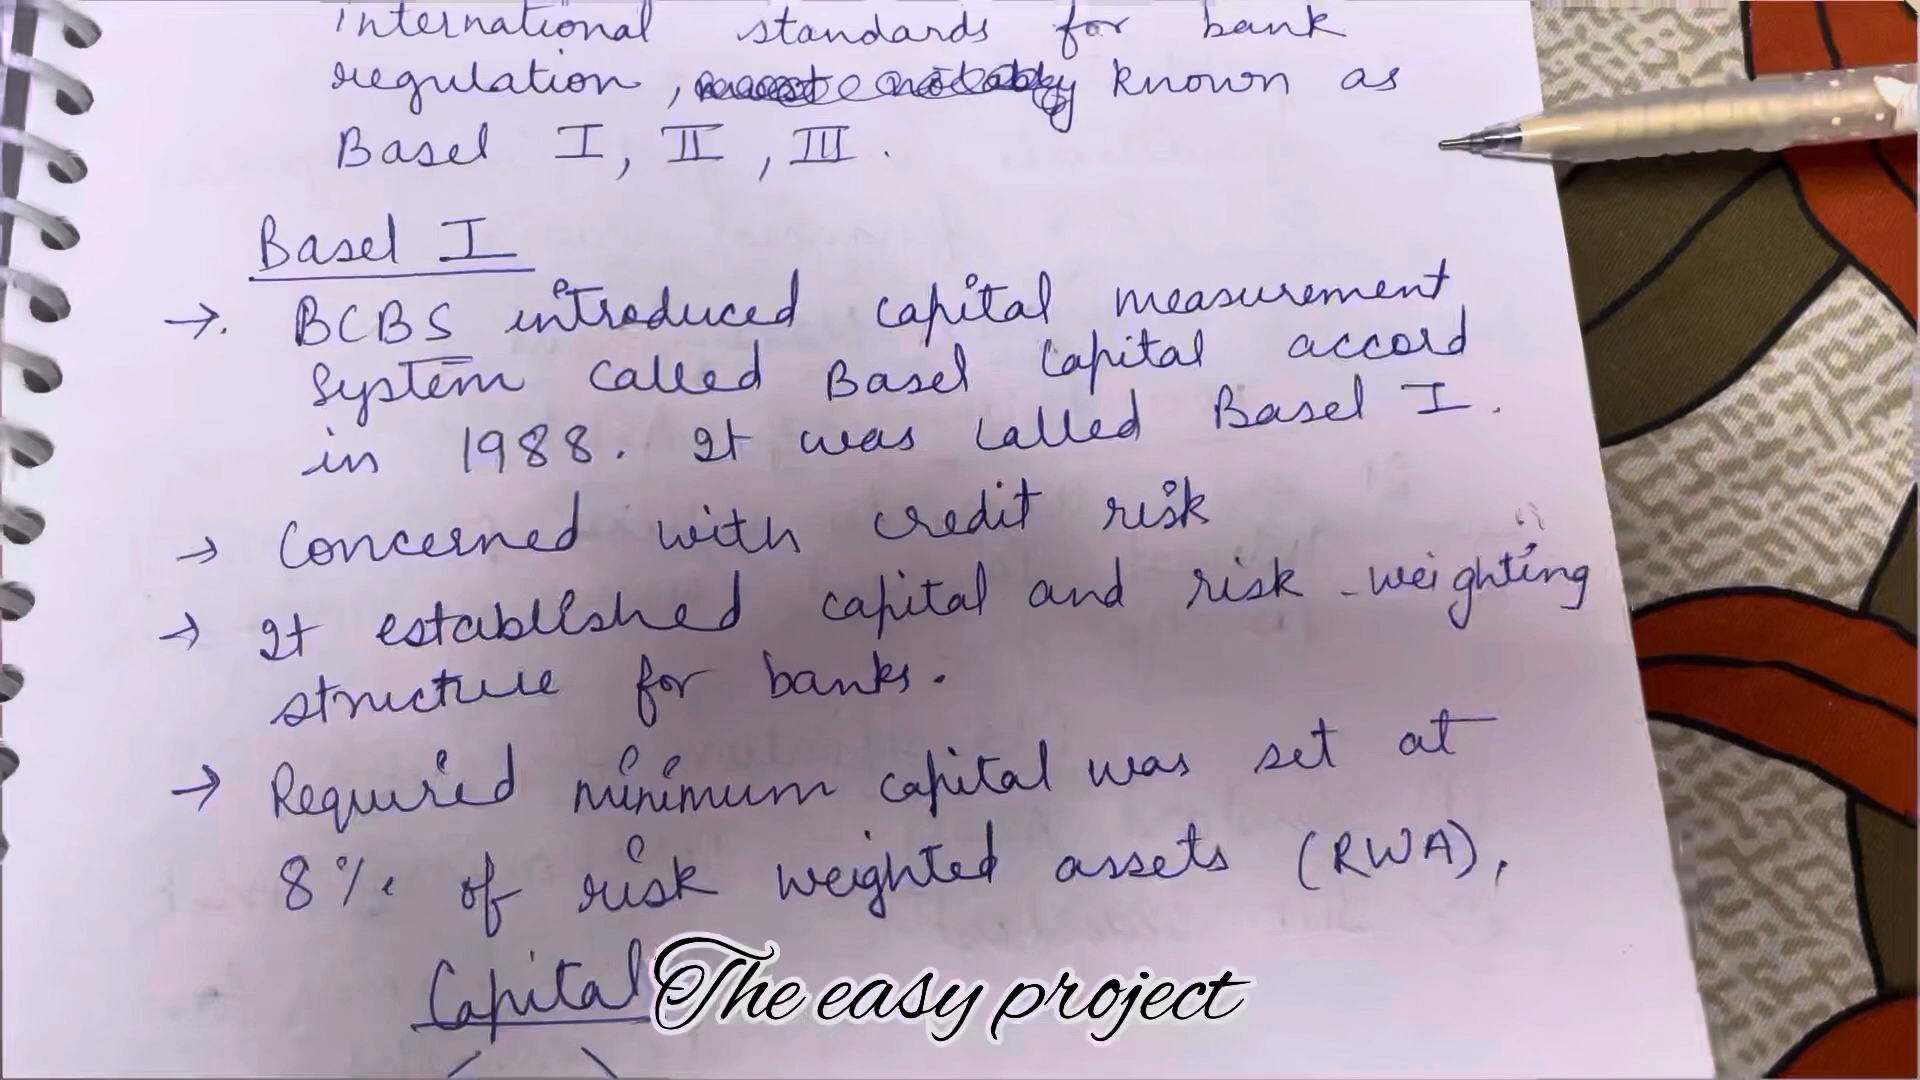 international standards for bank
regulation, known as
Basel I, II, III.
Basel I
→. BCBS introduced capital measurement
System called Basel Capital accord
in 1988. It was called Basel I.
→ Concerned with credit risk
→ It established capital and risk-weighting
structure for banks.
→ Required minimum capital was set at
8% of risk weighted assets (RWA),
Capital
The easy project